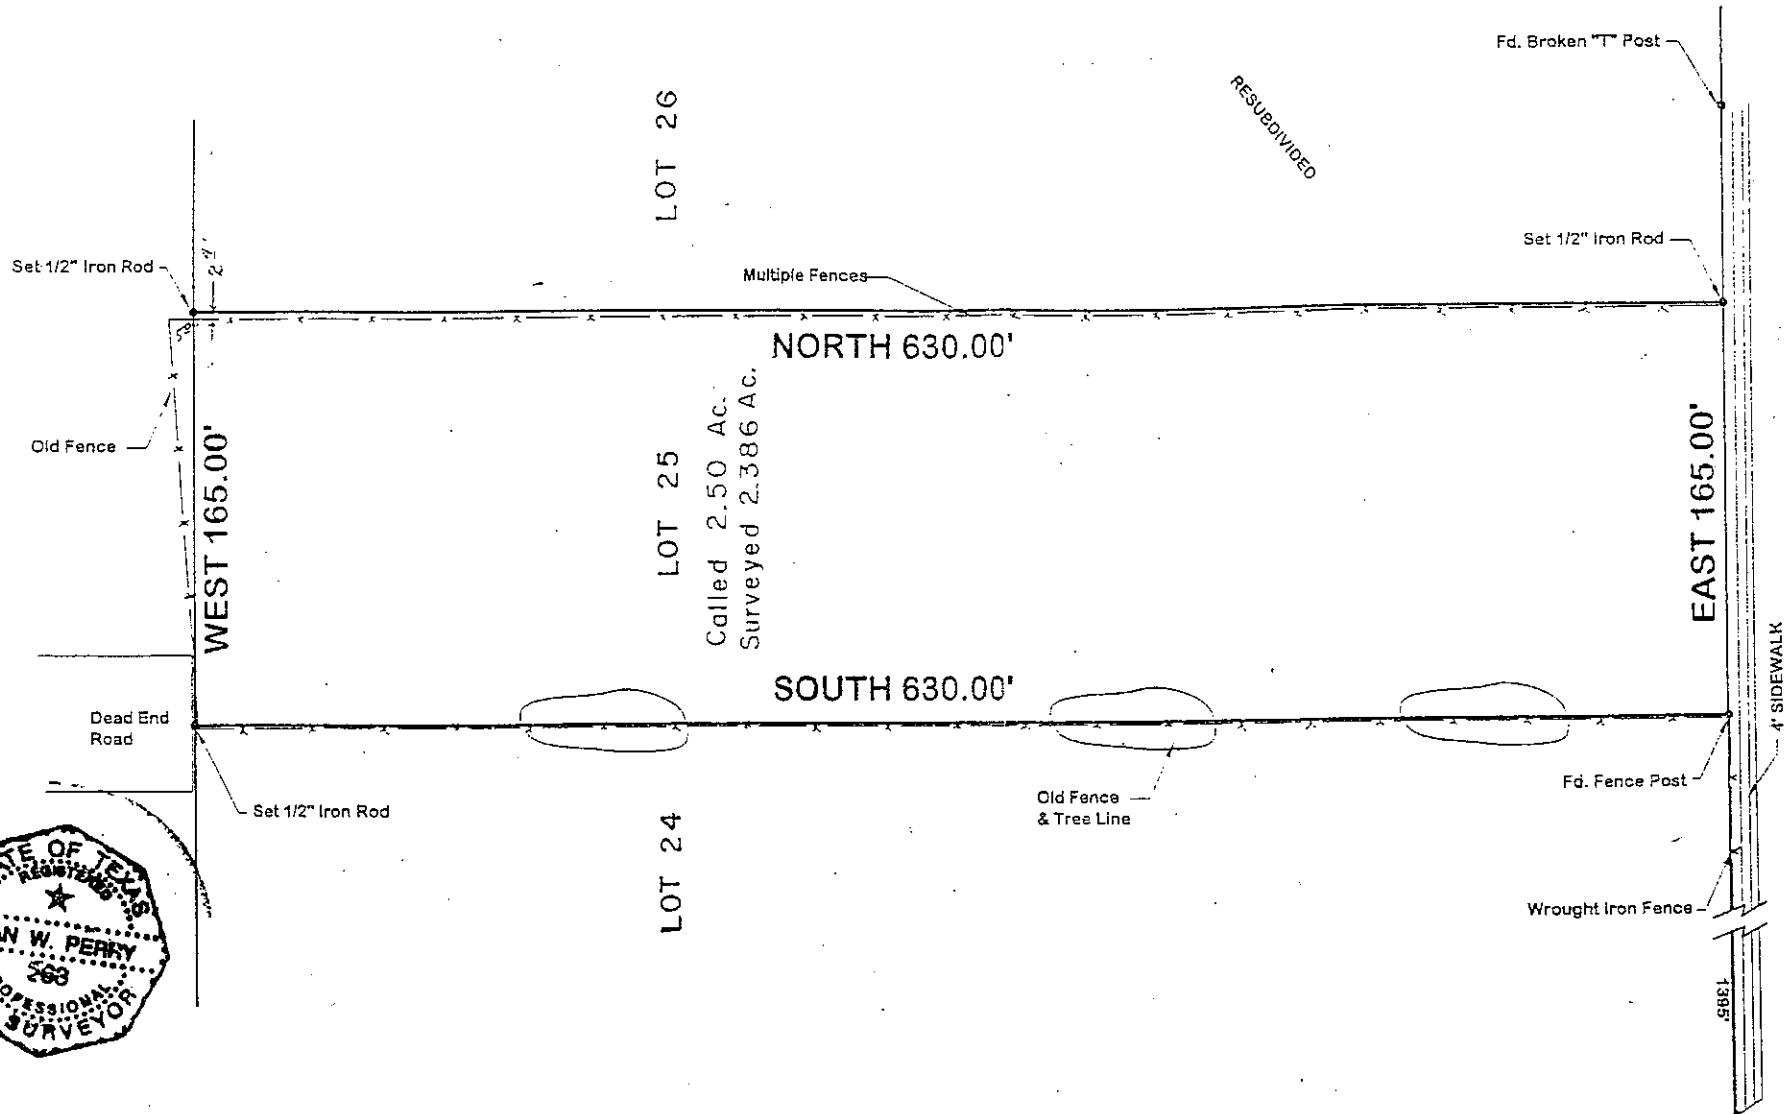 Fd. Broken "T" Post
RESUBDIVIDED
LOT 26
Set 1/2" Iron Rod
Set 1/2" Iron Rod
Multiple Fences
NORTH 630.00'
Old Fence
WEST 165.00'
LOT 25
Called 2.50 Ac.
Surveyed 2.386 Ac.
EAST 165.00'
SOUTH 630.00'
4' SIDEWALK
Dead End
Road
Set 1/2" Iron Rod
Old Fence
& Tree Line
Fd. Fence Post
LOT 24
Wrought Iron Fence
1395'
TE OF TEXAS
REGISTERED
AN W. PERRY
OFESSIONAL
SURVEYOR